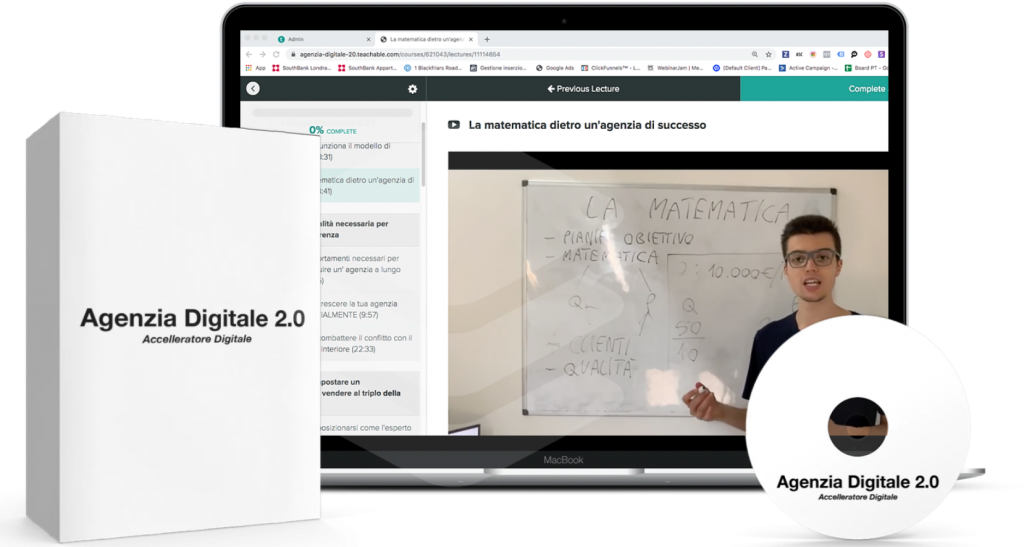 Admin
La matematica dietro un'agenz
agenzia-digitale-20.teachable.com/courses/621043/lectures/11114654
App
SouthBank Londra...
SouthBank Appart...
1 Blackfriars Road...
Gestione inserzio...
Google Ads
ClickFunnels™ - L...
WebinarJam | Me...
(Default Client) Pa...
Active Campaign -...
Board PT - Go
Previous Lecture
Complete
0% COMPLETE
unziona il modello di
:31)
ematica dietro un'agenzia di
:41)
alità necessaria per
renza
ortamenti necessari per
uire un' agenzia a lungo
rescere la tua agenzia
IALMENTE (9:57)
ombattere il conflitto con il
interiore (22:33)
postare un
vendere al triplo della
posizionarsi come l'esperto
La matematica dietro un'agenzia di successo
LA MATEMATICA
- PIANIF. OBIETTIVO
- MATEMATICA
10.000€/
Q
Q
50
10
- CLIENTI
- QUALITÀ
MacBook
Agenzia Digitale 2.0
Accelleratore Digitale
Agenzia Digitale 2.0
Accelleratore Digitale